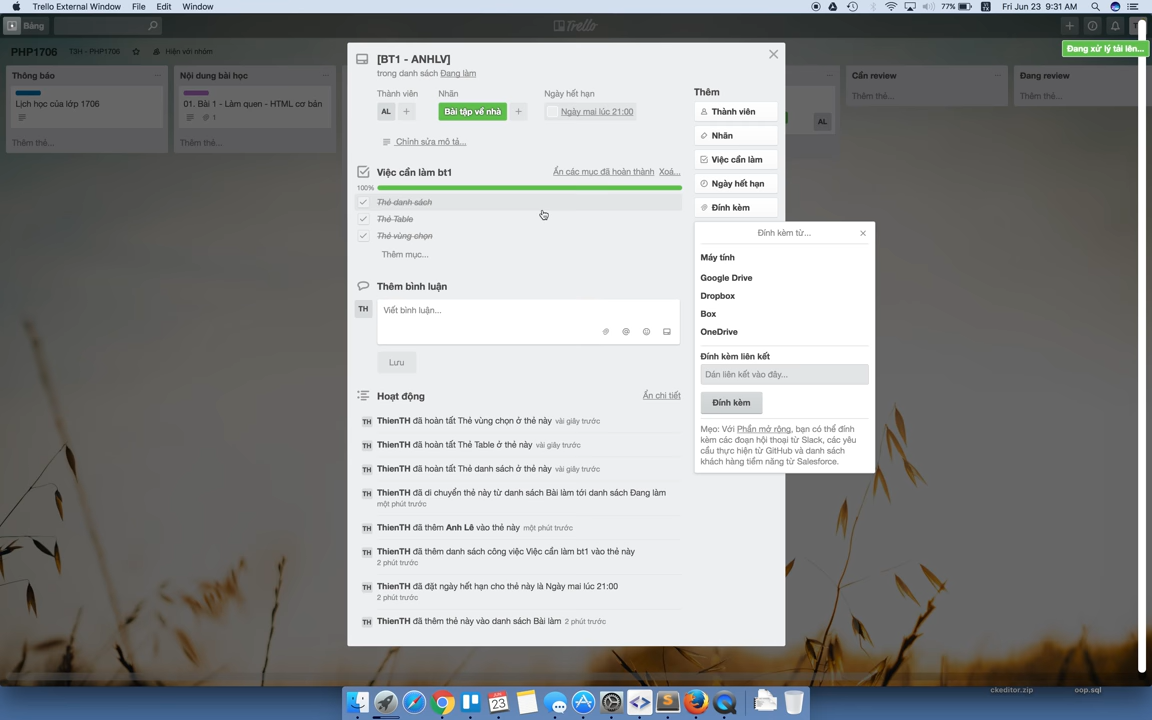 Trello External Window File Edit Window
77% Fri Jun 23 9:31 AM
Bảng
Trello
PHP1706 T3H - PHP1706 Hiện với nhóm
Đang xử lý tải lên...
Thông báo
Lịch học của lớp 1706
Thêm thẻ...
Nội dung bài học
01. Bài 1 - Làm quen - HTML cơ bản
1
Thêm thẻ...
AL
Cần review
Thêm thẻ...
Đang review
Thêm thẻ...
[BT1 - ANHLV]
trong danh sách Đang làm
Thành viên Nhãn Ngày hết hạn
AL Bài tập về nhà Ngày mai lúc 21:00
Chỉnh sửa mô tả...
Việc cần làm bt1 Ẩn các mục đã hoàn thành Xoá...
100%
Thẻ danh sách
Thẻ Table
Thẻ vùng chọn
Thêm mục...
Thêm bình luận
TH Viết bình luận...
Lưu
Hoạt động Ẩn chi tiết
TH ThienTH đã hoàn tất Thẻ vùng chọn ở thẻ này vài giây trước
TH ThienTH đã hoàn tất Thẻ Table ở thẻ này vài giây trước
TH ThienTH đã hoàn tất Thẻ danh sách ở thẻ này vài giây trước
TH ThienTH đã di chuyển thẻ này từ danh sách Bài làm tới danh sách Đang làm
một phút trước
TH ThienTH đã thêm Anh Lê vào thẻ này một phút trước
TH ThienTH đã thêm danh sách công việc Việc cần làm bt1 vào thẻ này
2 phút trước
TH ThienTH đã đặt ngày hết hạn cho thẻ này là Ngày mai lúc 21:00
2 phút trước
TH ThienTH đã thêm thẻ này vào danh sách Bài làm 2 phút trước
Thêm
Thành viên
Nhãn
Việc cần làm
Ngày hết hạn
Đính kèm
Đính kèm từ...
Máy tính
Google Drive
Dropbox
Box
OneDrive
Đính kèm liên kết
Dán liên kết vào đây...
Đính kèm
Mẹo: Với Phần mở rộng, bạn có thể đính
kèm các đoạn hội thoại từ Slack, các yêu
cầu thực hiện từ GitHub và danh sách
khách hàng tiềm năng từ Salesforce.
ckeditor.zip oop.sql
JUN
23